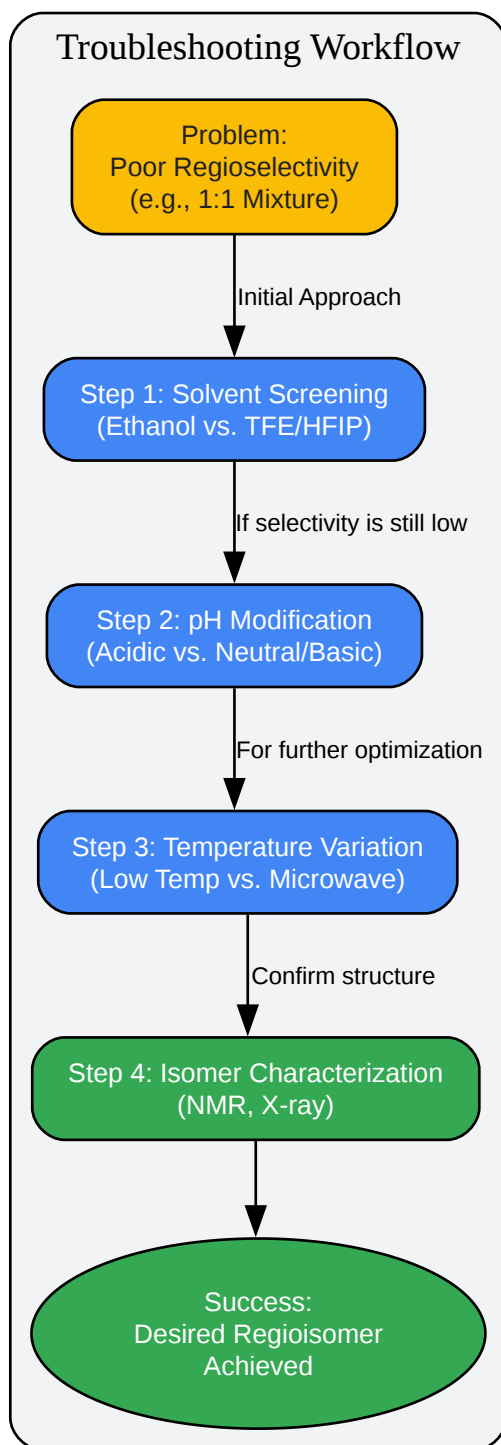 Troubleshooting Workflow
Problem:
Poor Regioselectivity
(e.g., 1:1 Mixture)
Initial Approach
Step 1: Solvent Screening
(Ethanol vs. TFE/HFIP)
If selectivity is still low
Step 2: pH Modification
(Acidic vs. Neutral/Basic)
For further optimization
Step 3: Temperature Variation
(Low Temp vs. Microwave)
Confirm structure
Step 4: Isomer Characterization
(NMR, X-ray)
Success:
Desired Regioisomer
Achieved